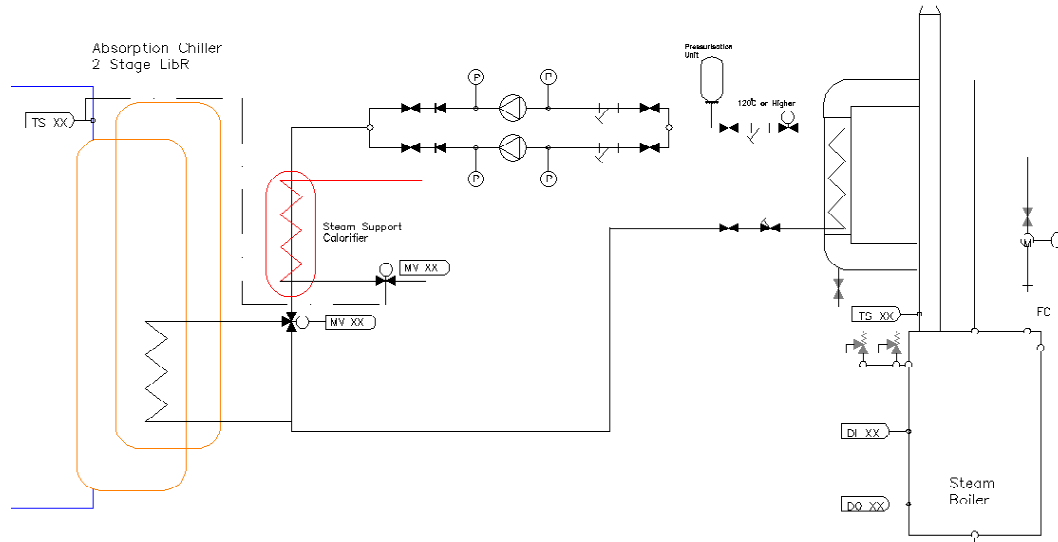 Absorption Chiller
2 Stage LibR
Pressurisation
Unit
P
P
120°C or Higher
TS XX
P
P
Steam Support
Calorifier
MV XX
MV XX
M
TS XX
FC
DI XX
Steam
Boiler
DO XX